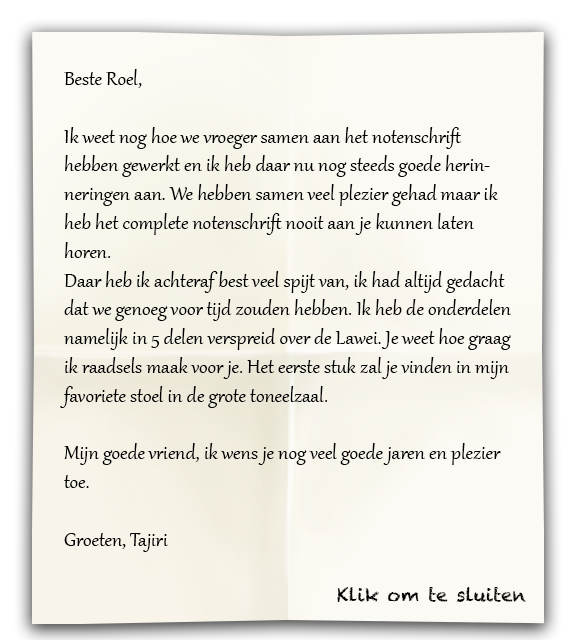 Beste Roel,
Ik weet nog hoe we vroeger samen aan het notenschrift
hebben gewerkt en ik heb daar nu nog steeds goede herin-
neringen aan. We hebben samen veel plezier gehad maar ik
heb het complete notenschrift nooit aan je kunnen laten
horen.
Daar heb ik achteraf best veel spijt van, ik had altijd gedacht
dat we genoeg voor tijd zouden hebben. Ik heb de onderdelen
namelijk in 5 delen verspreid over de Lawei. Je weet hoe graag
ik raadsels maak voor je. Het eerste stuk zal je vinden in mijn
favoriete stoel in de grote toneelzaal.
Mijn goede vriend, ik wens je nog veel goede jaren en plezier
toe.
Groeten, Tajiri
Klik om te sluiten